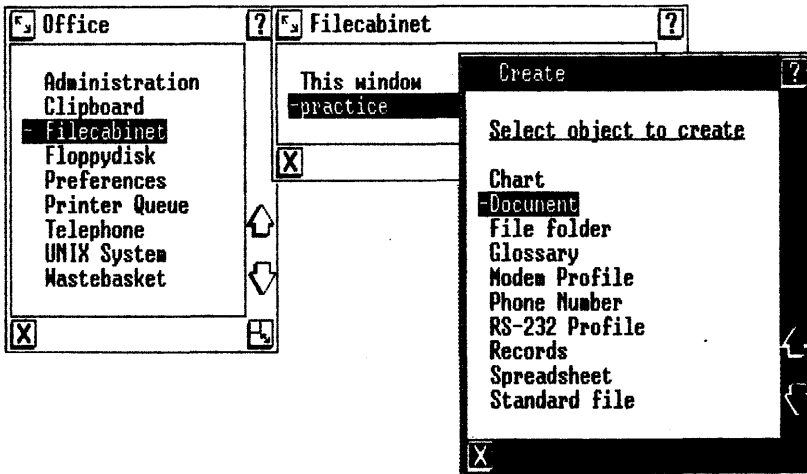 Office ?
Administration
Clipboard
- Filecabinet
Floppydisk
Preferences
Printer Queue
Telephone
UNIX System
Wastebasket
X
Filecabinet ?
This window
-practice
X
Create ?
Select object to create
Chart
-Document
File folder
Glossary
Modem Profile
Phone Number
RS-232 Profile
Records
Spreadsheet
Standard file
X